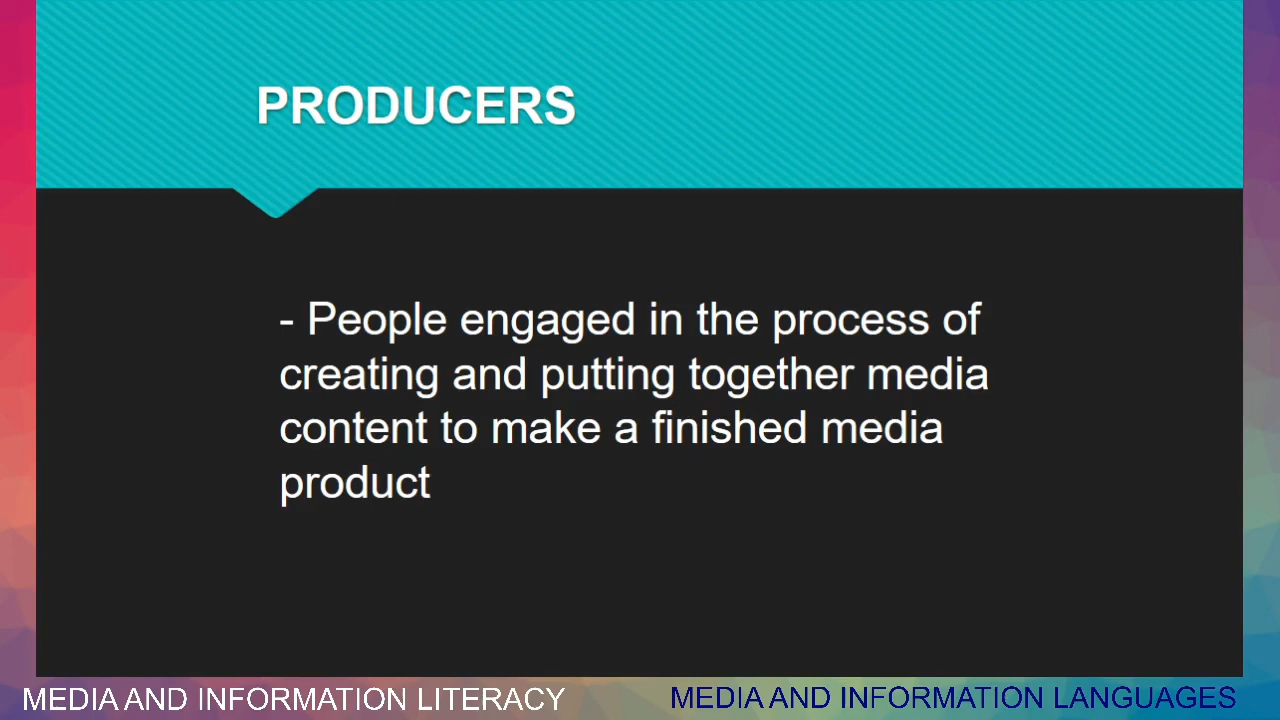 PRODUCERS
- People engaged in the process of
creating and putting together media
content to make a finished media
product
MEDIA AND INFORMATION LITERACY
MEDIA AND INFORMATION LANGUAGES